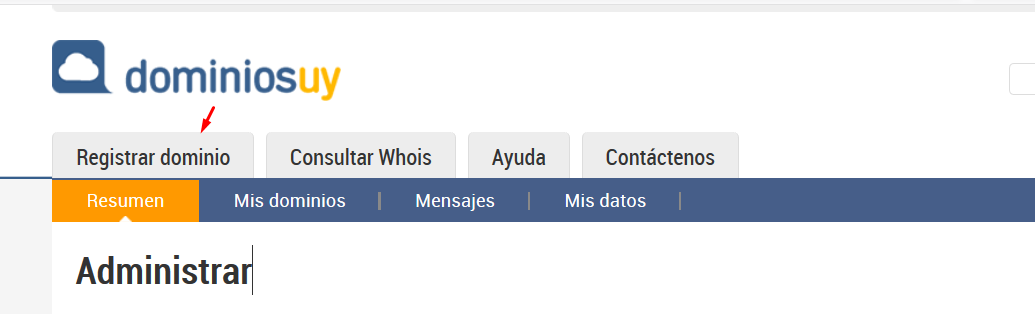 dominiosuy
Registrar dominio Consultar Whois Ayuda Contáctenos
Resumen Mis dominios Mensajes Mis datos
Administrar